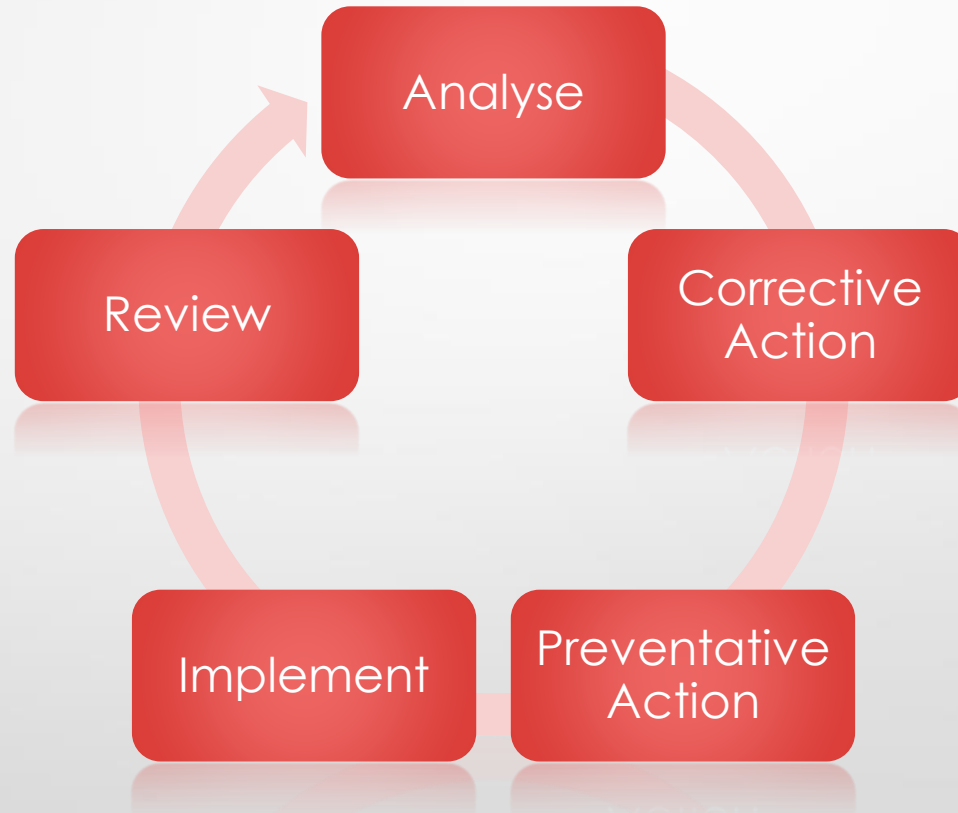 Analyse
Corrective
Action
Preventative
Action
Implement
Review